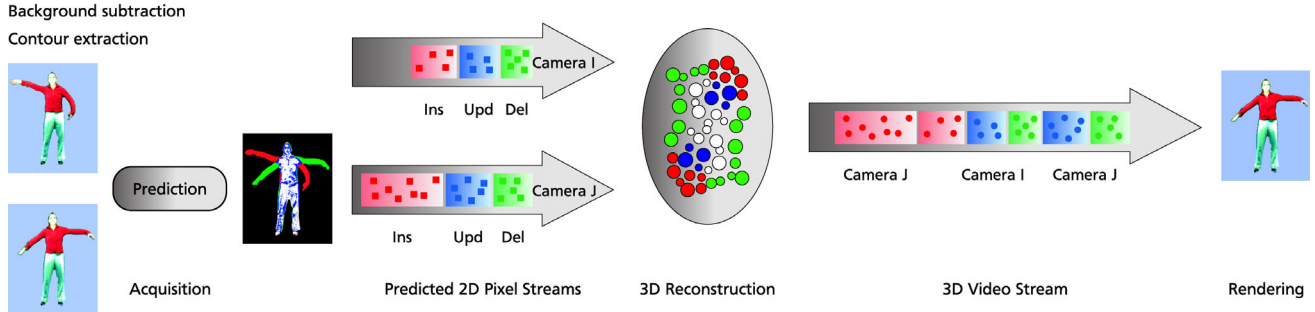 Background subtraction
Contour extraction
Camera I
Ins Upd Del
Prediction
Camera J
Ins Upd Del
Camera J Camera I Camera J
Acquisition Predicted 2D Pixel Streams 3D Reconstruction 3D Video Stream Rendering